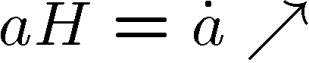 aH = ȧ ↗